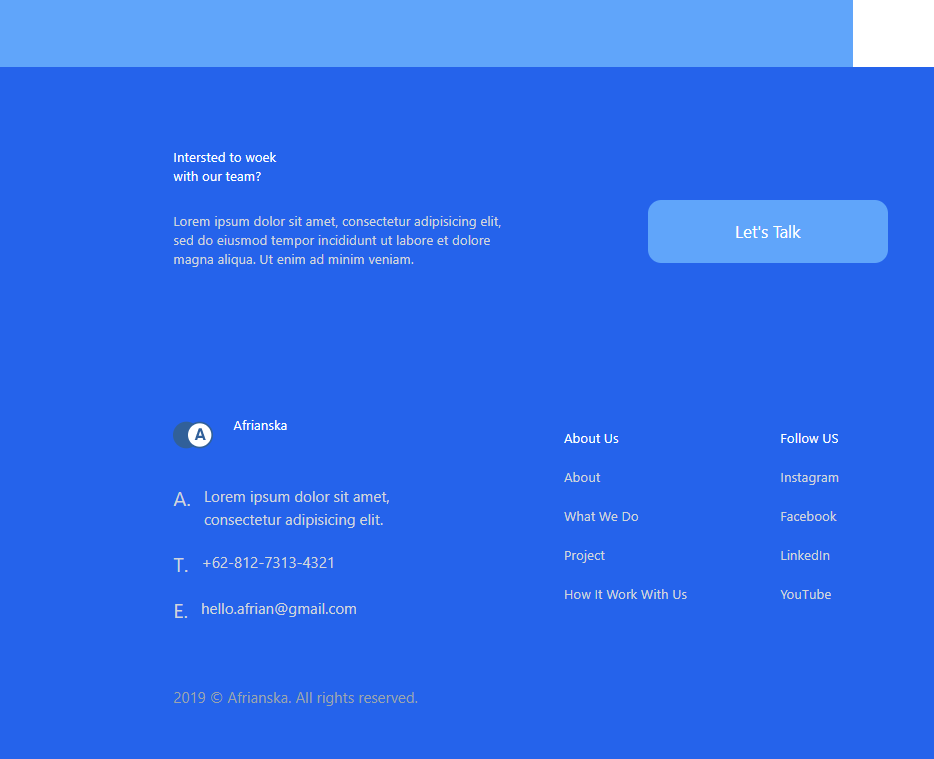 Intersted to woek
with our team?
Lorem ipsum dolor sit amet, consectetur adipisicing elit,
sed do eiusmod tempor incididunt ut labore et dolore
magna aliqua. Ut enim ad minim veniam.
Let's Talk
A
Afrianska
A. Lorem ipsum dolor sit amet,
consectetur adipisicing elit.
T. +62-812-7313-4321
E. hello.afrian@gmail.com
About Us
About
What We Do
Project
How It Work With Us
Follow US
Instagram
Facebook
LinkedIn
YouTube
2019 © Afrianska. All rights reserved.